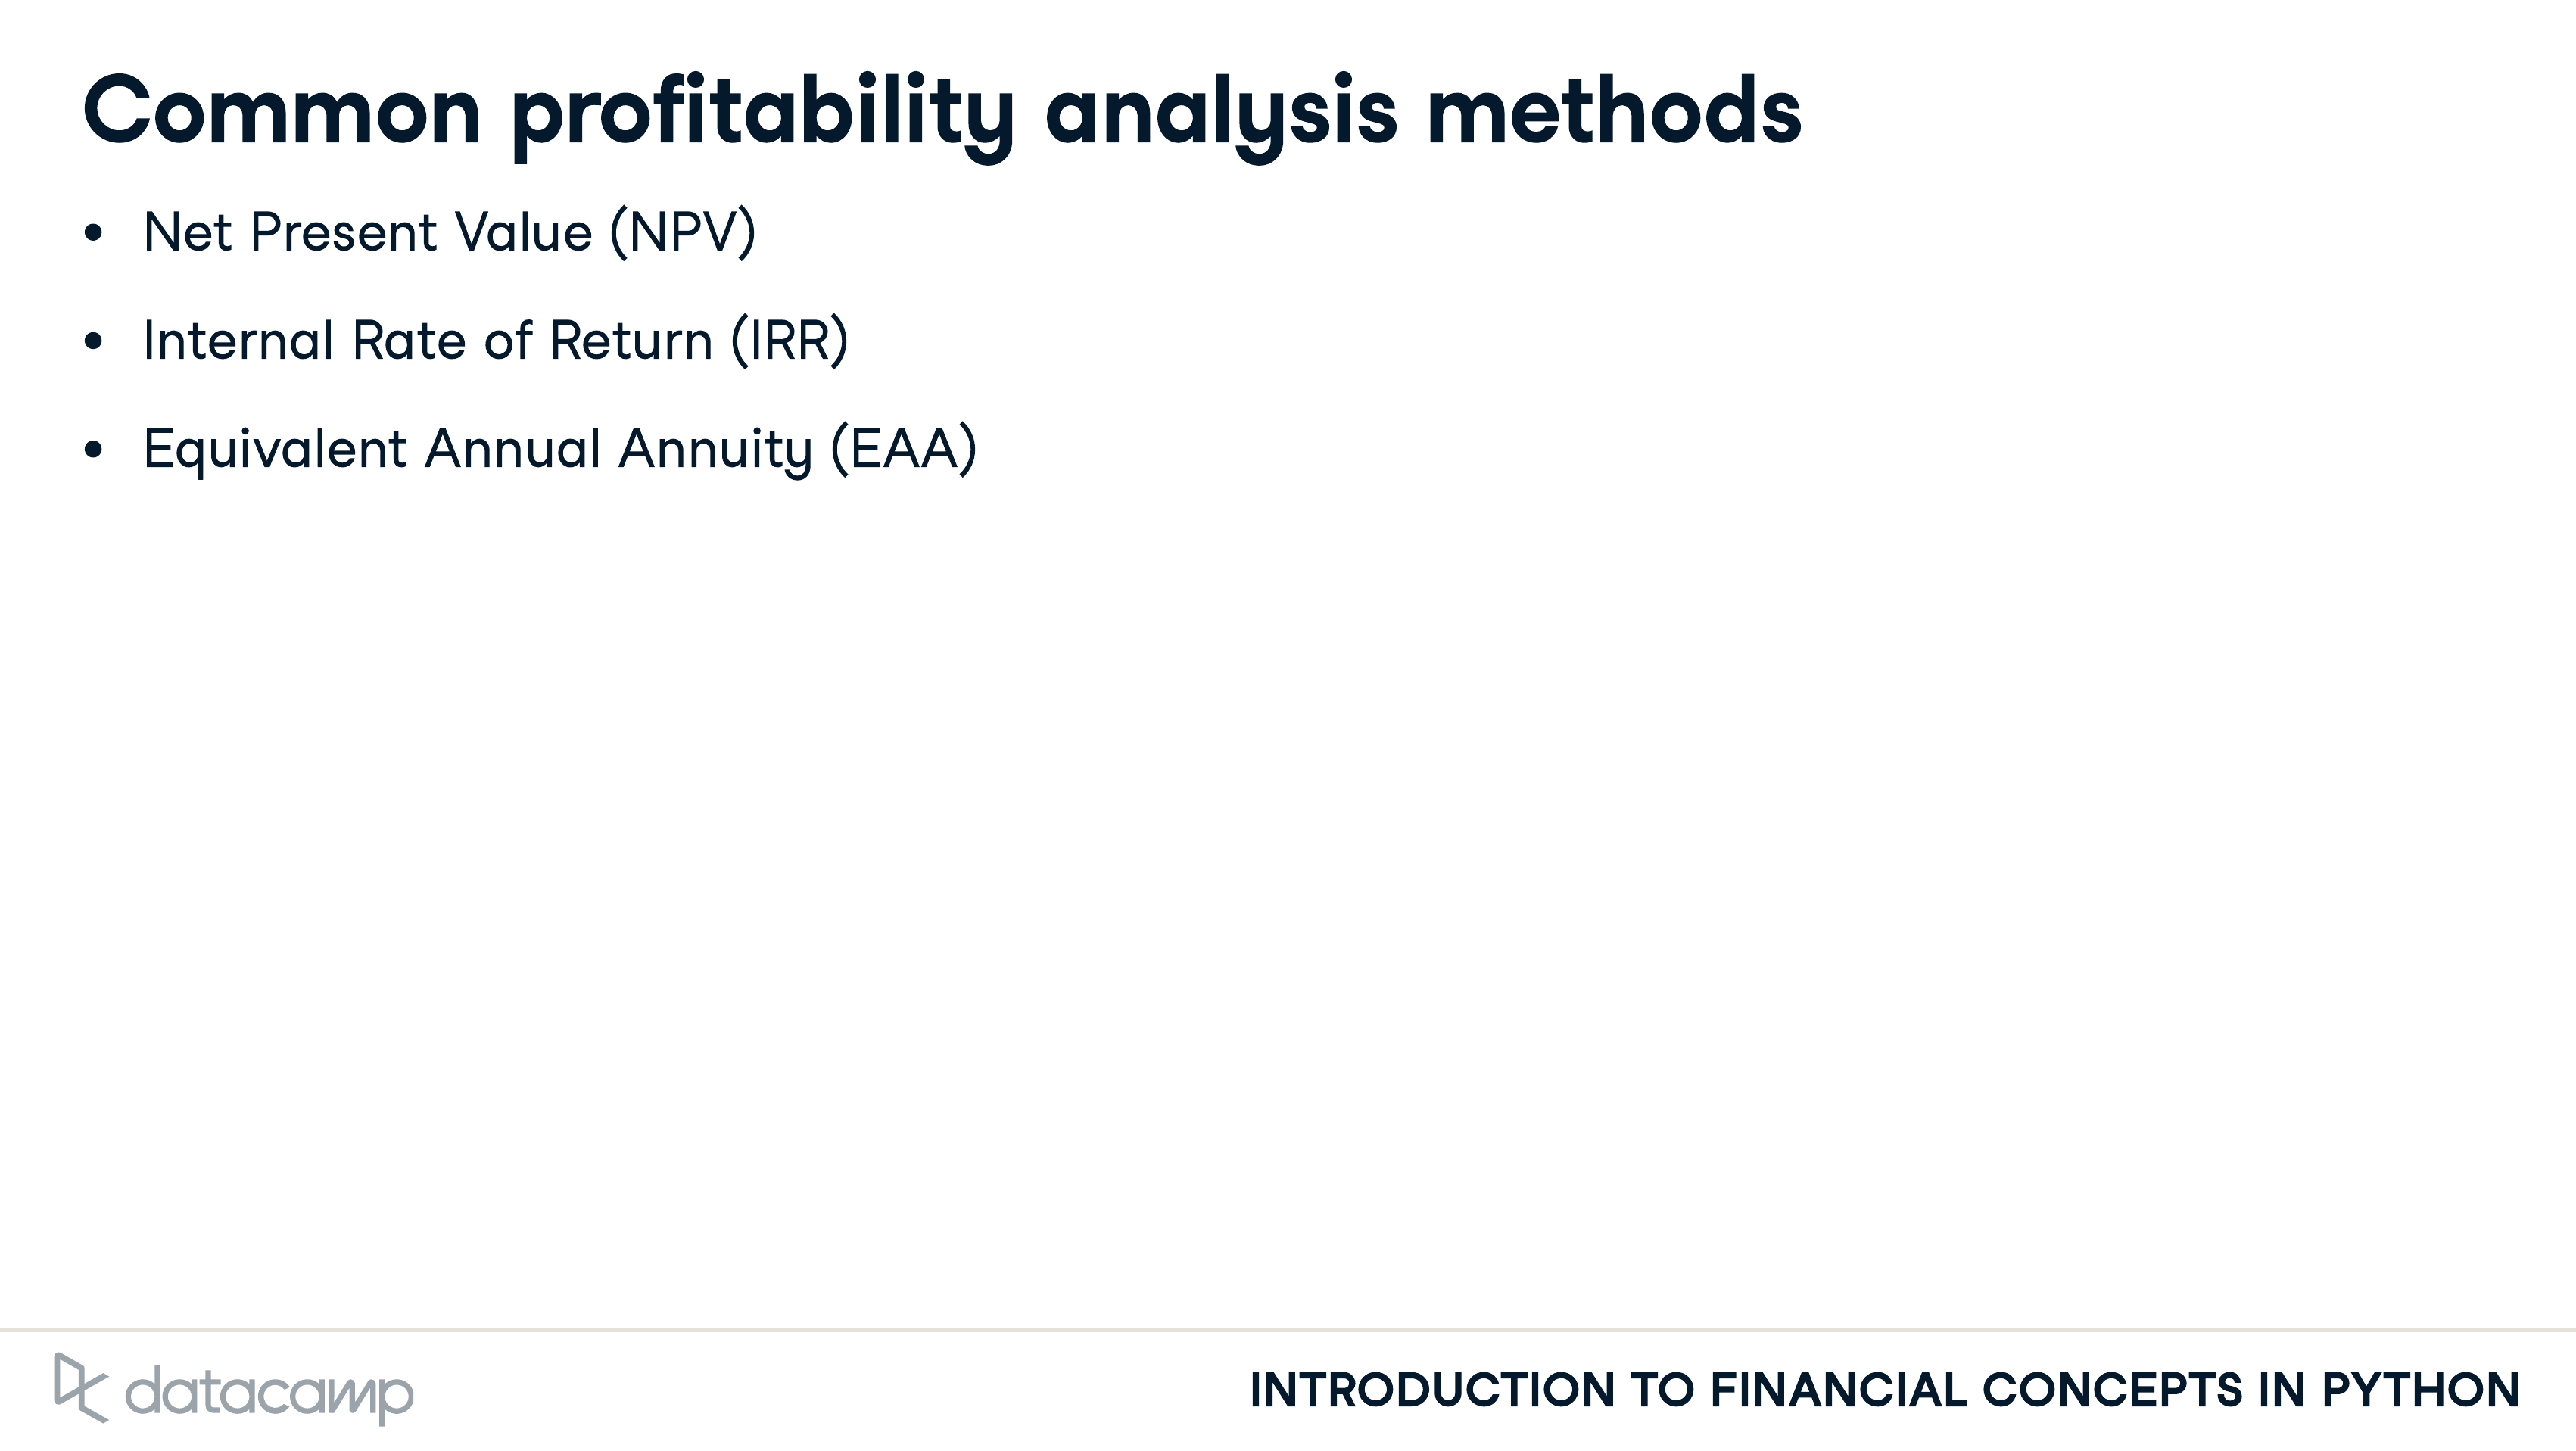 Common profitability analysis methods
• Net Present Value (NPV)
• Internal Rate of Return (IRR)
• Equivalent Annual Annuity (EAA)
datacamp
INTRODUCTION TO FINANCIAL CONCEPTS IN PYTHON